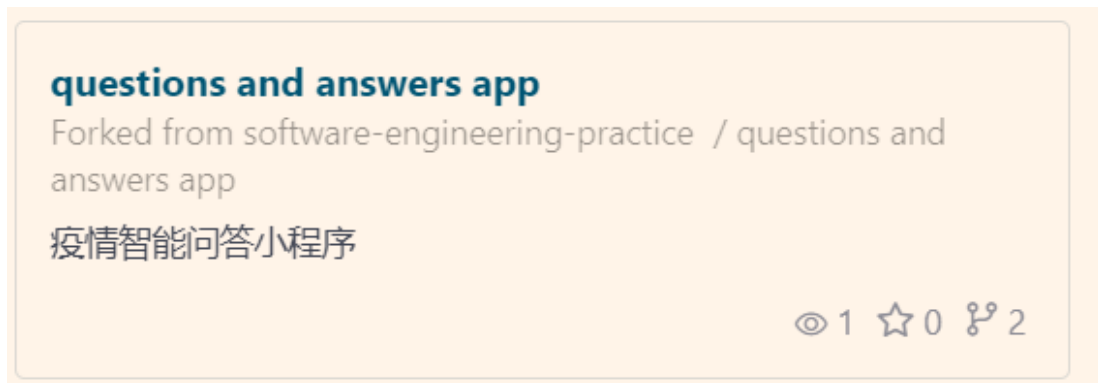 questions and answers app
Forked from software-engineering-practice / questions and
answers app
疫情智能问答小程序
1 0 2